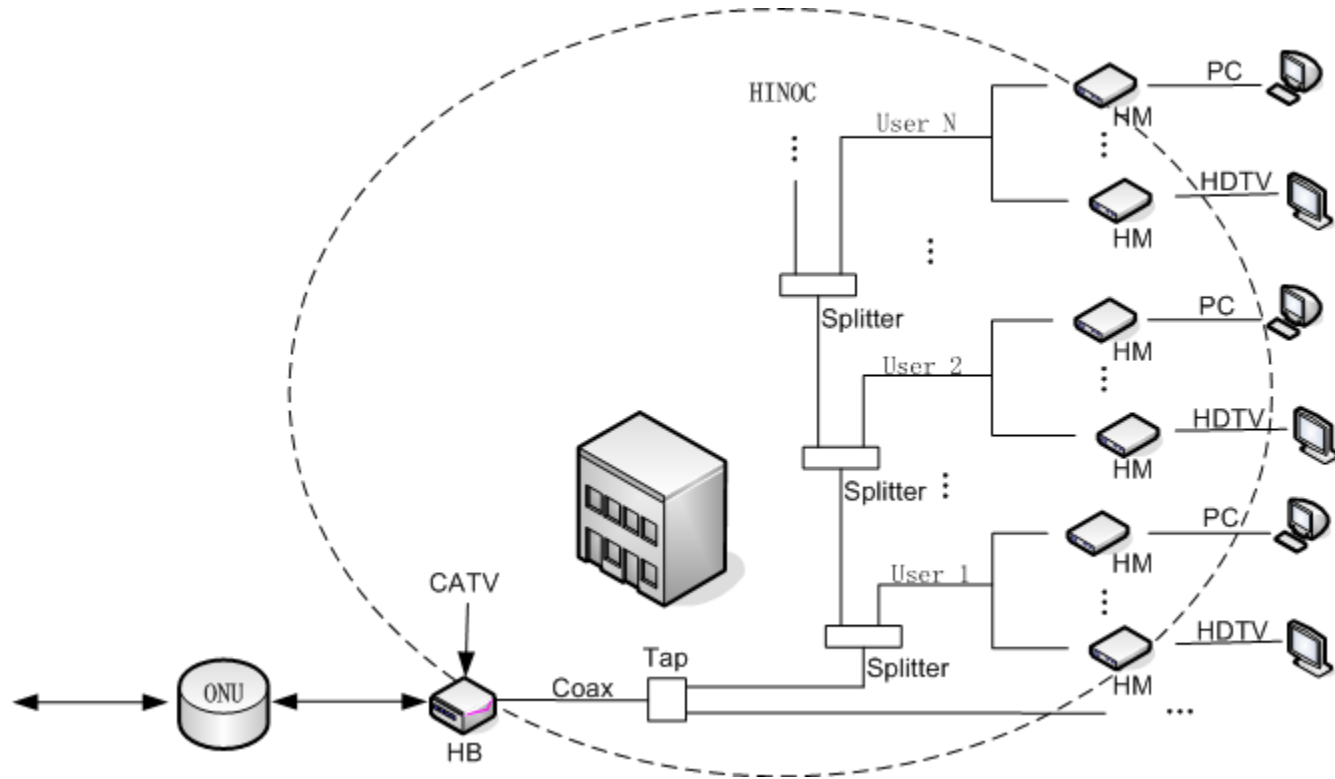 PC
HINOC
User N
HM
HDTV
HM
PC
Splitter
HM
User 2
HDTV
HM
Splitter
PC
HM
User 1
CATV
HDTV
Tap
Splitter
HM
ONU
Coax
HB